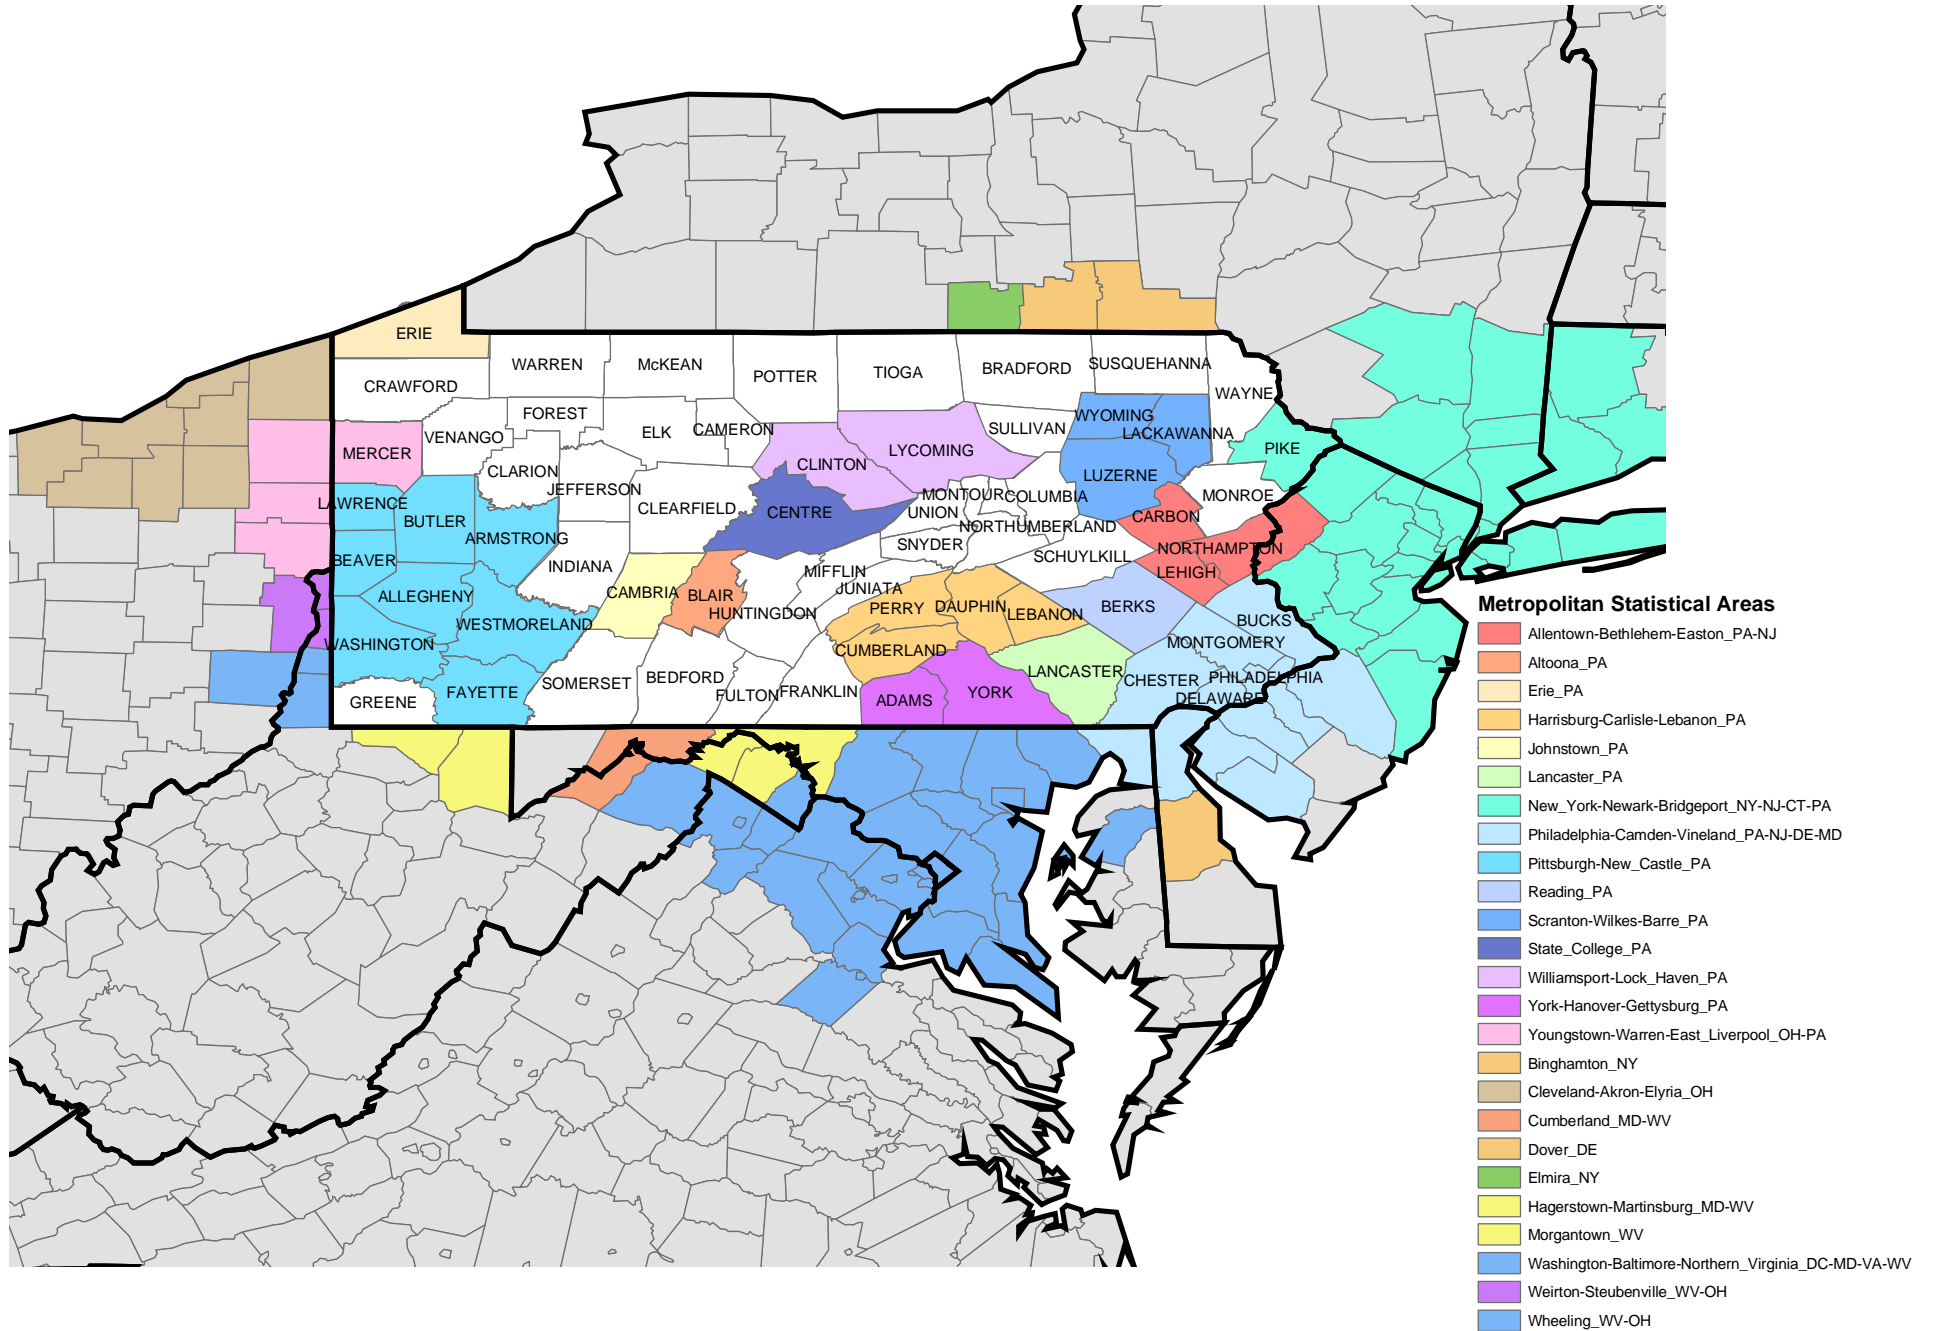 ERIE
WARREN
McKEAN
POTTER
TIOGA
BRADFORD
SUSQUEHANNA
CRAWFORD
WAYNE
FOREST
WYOMING
VENANGO
ELK
CAMERON
SULLIVAN
LACKAWANNA
MERCER
LYCOMING
PIKE
CLINTON
CLARION
LUZERNE
JEFFERSON
MONTOUR
COLUMBIA
MONROE
LAWRENCE
CLEARFIELD
CENTRE
UNION
BUTLER
CARBON
NORTHUMBERLAND
ARMSTRONG
SNYDER
NORTHAMPTON
BEAVER
INDIANA
SCHUYLKILL
MIFFLIN
LEHIGH
JUNIATA
ALLEGHENY
CAMBRIA
BLAIR
HUNTINGDON
PERRY
DAUPHIN
LEBANON
BERKS
WESTMORELAND
BUCKS
WASHINGTON
CUMBERLAND
MONTGOMERY
LANCASTER
BEDFORD
SOMERSET
CHESTER
PHILADELPHIA
FAYETTE
FULTON
FRANKLIN
YORK
GREENE
ADAMS
DELAWARE
Metropolitan Statistical Areas
Allentown-Bethlehem-Easton_PA-NJ
Altoona_PA
Erie_PA
Harrisburg-Carlisle-Lebanon_PA
Johnstown_PA
Lancaster_PA
New_York-Newark-Bridgeport_NY-NJ-CT-PA
Philadelphia-Camden-Vineland_PA-NJ-DE-MD
Pittsburgh-New_Castle_PA
Reading_PA
Scranton-Wilkes-Barre_PA
State_College_PA
Williamsport-Lock_Haven_PA
York-Hanover-Gettysburg_PA
Youngstown-Warren-East_Liverpool_OH-PA
Binghamton_NY
Cleveland-Akron-Elyria_OH
Cumberland_MD-WV
Dover_DE
Elmira_NY
Hagerstown-Martinsburg_MD-WV
Morgantown_WV
Washington-Baltimore-Northern_Virginia_DC-MD-VA-WV
Weirton-Steubenville_WV-OH
Wheeling_WV-OH